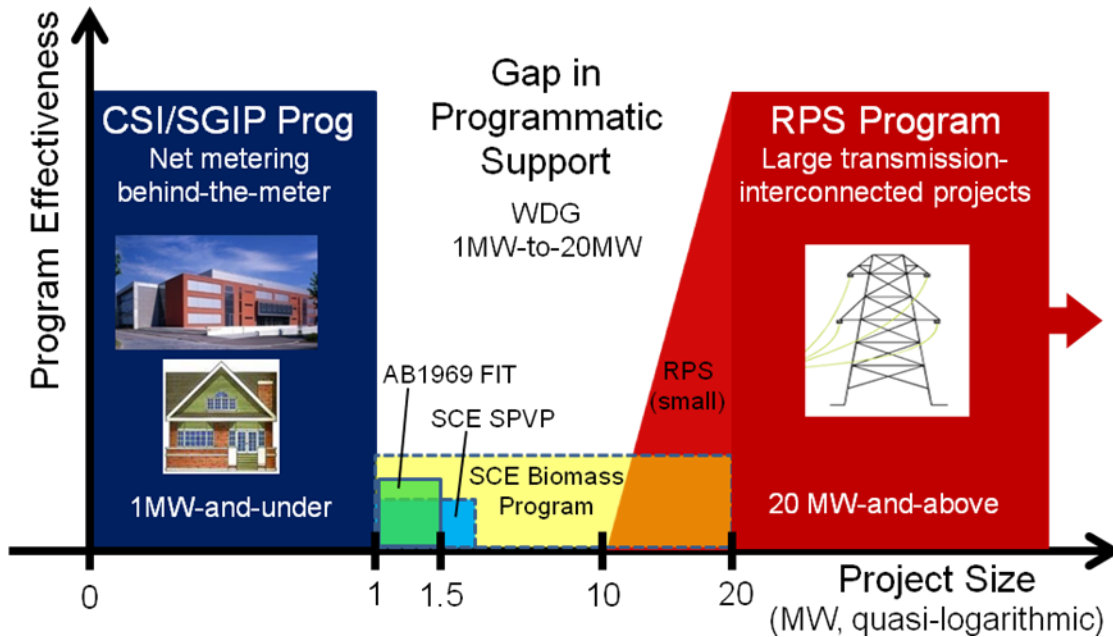 Program Effectiveness
CSI/SGIP Prog
Net metering
behind-the-meter
1MW-and-under
Gap in
Programmatic
Support
WDG
1MW-to-20MW
AB1969 FIT
SCE SPVP
SCE Biomass
Program
RPS
(small)
RPS Program
Large transmission-
interconnected projects
20 MW-and-above
0
1
1.5
10
20
Project Size
(MW, quasi-logarithmic)